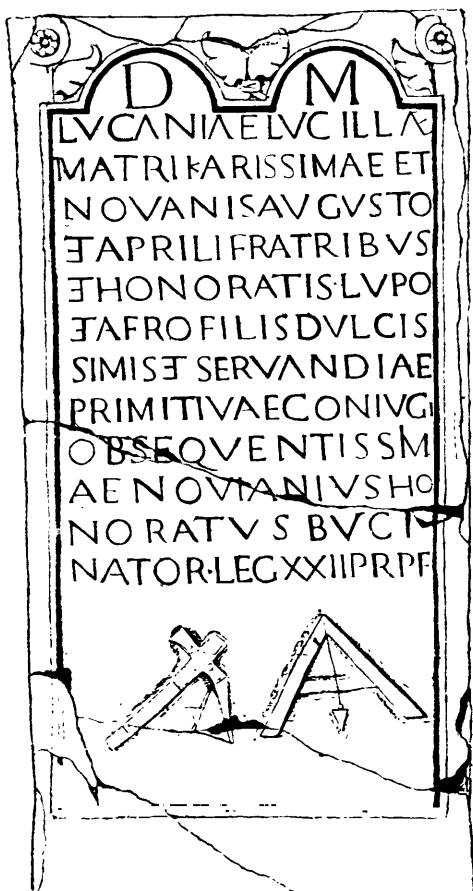 D M
LVCANIAE LVCILLAE
MATRI KARISSIMAE ET
NOVANIS AVGVSTO
ET APRILI FRATRIBVS
ET HONORATIS·LVPO
ET AFRO FILIS DVLCIS
SIMIS ET SERVANDIAE
PRIMITIVAE CONIVGI
OBSEQVENTISSM
AE NOVIANIVS HO
NORATVS BVCI
NATOR·LEG XXII PR P F